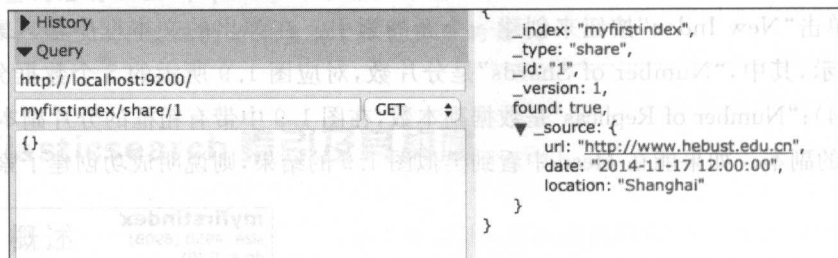 History
Query
http://localhost:9200/
myfirstindex/share/1 GET
{}
{
_index: "myfirstindex",
_type: "share",
_id: "1",
_version: 1,
found: true,
_source: {
url: "http://www.hebust.edu.cn",
date: "2014-11-17 12:00:00",
location: "Shanghai"
}
}